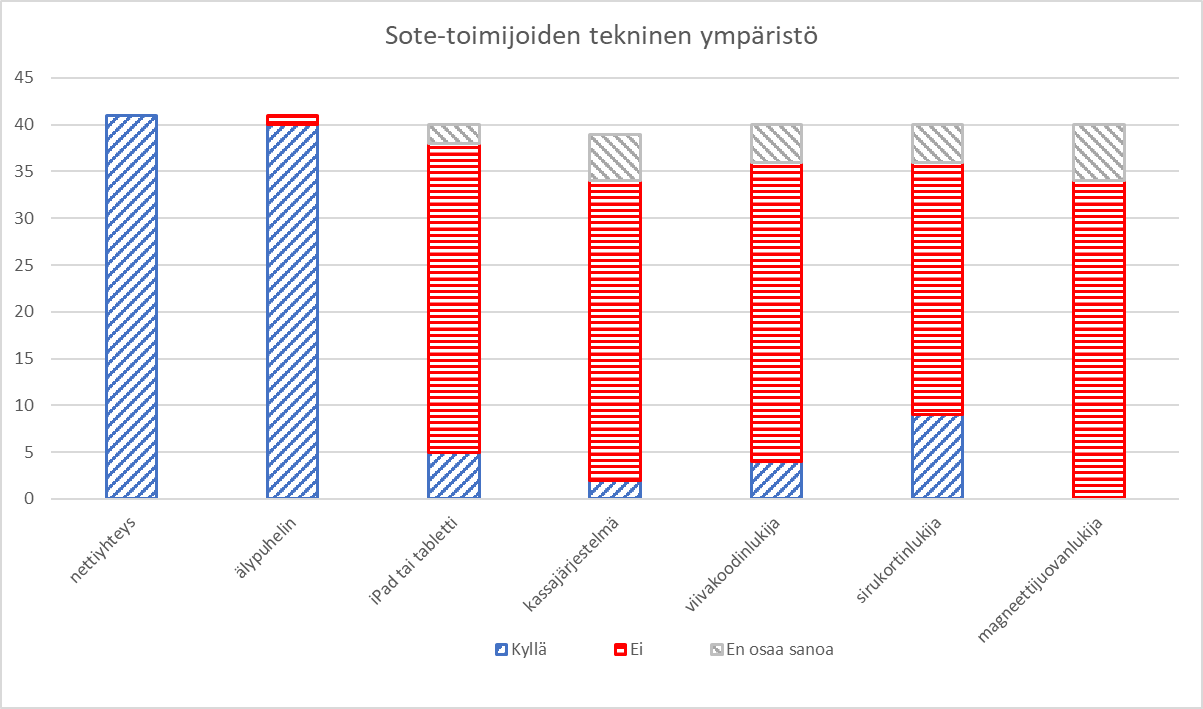 Sote-toimijoiden tekninen ympäristö
45
40
35
30
25
20
15
10
5
0
nettiyhteys
älypuhelin
iPad tai tabletti
kassajärjestelmä
viivakoodinlukija
sirukortinlukija
magneettijuovanlukija
Kyllä Ei En osaa sanoa